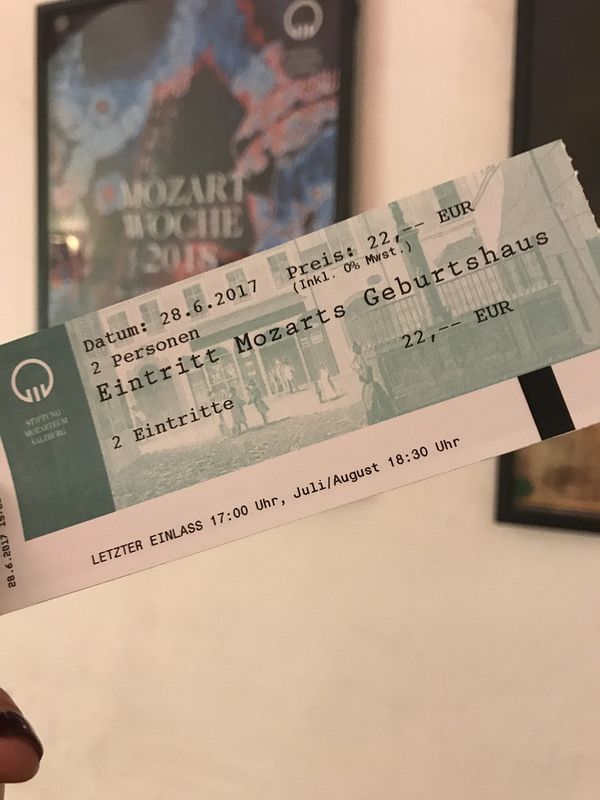 MOZART
WOCHE
2018
Datum: 28.6.2017 Preis: 22,-- EUR
(Inkl. 0% Mwst.)
2 Personen
Eintritt Mozarts Geburtshaus
22,-- EUR
2 Eintritte
STIFTUNG
MOZARTEUM
SALZBURG
LETZTER EINLASS 17:00 Uhr, Juli/August 18:30 Uhr
28.6.2017